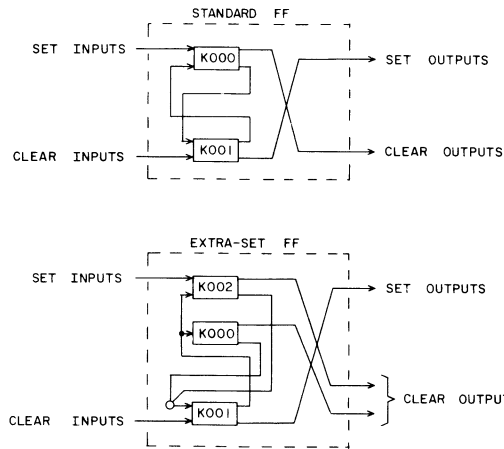 STANDARD FF
SET INPUTS
K000
SET OUTPUTS
K001
CLEAR INPUTS
CLEAR OUTPUTS
EXTRA-SET FF
SET INPUTS
K002
SET OUTPUTS
K000
CLEAR OUTPU
K001
CLEAR INPUTS